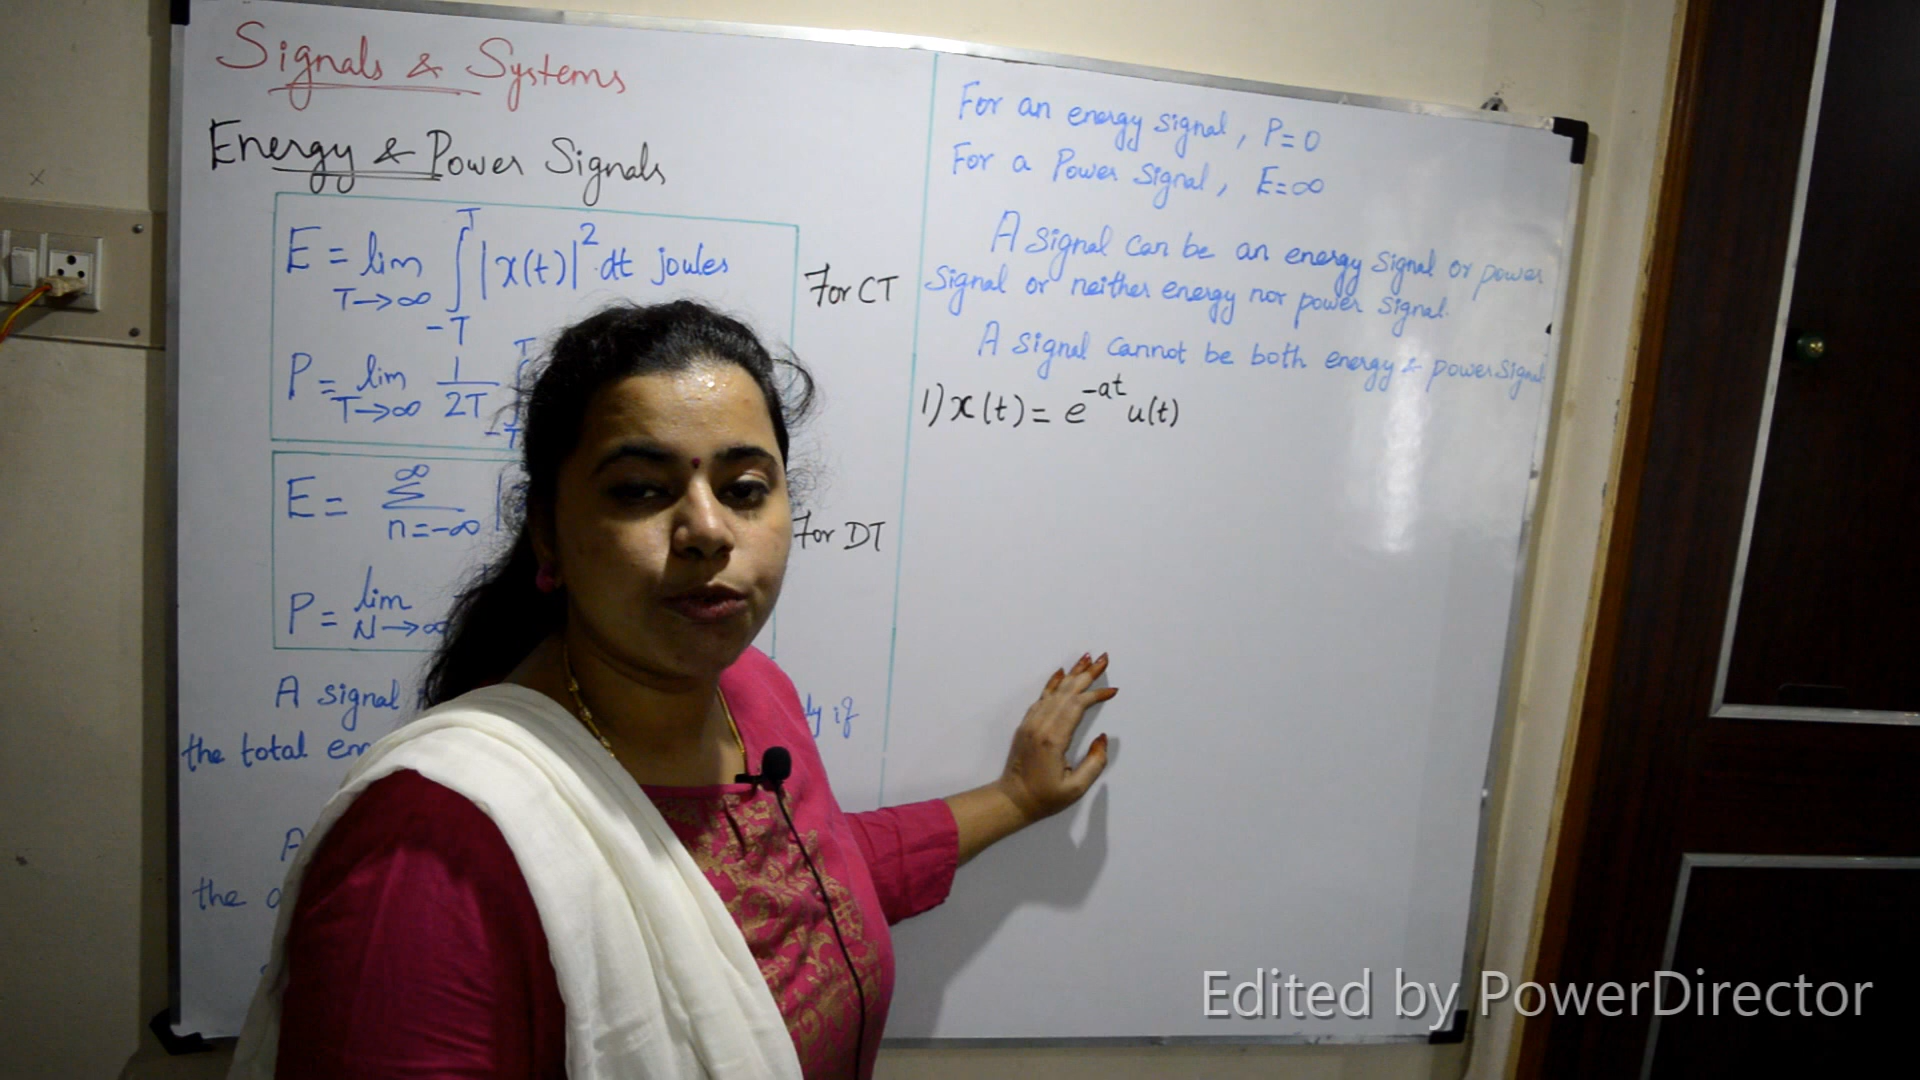 Signals & Systems
Energy & Power Signals
E = lim T→∞ ∫ -T T |x(t)|² dt joules
For CT
P = lim T→∞ 1/2T ∫ -T T
E = ∞ Σ n=-∞ |
For DT
P = lim N→∞
A signal
ly if
the total
A
the
For an energy signal, P=0
For a Power Signal, E=∞
A signal can be an energy signal or power
signal or neither energy nor power signal.
A signal cannot be both energy & power signal
1) x(t) = e^-at u(t)
Edited by PowerDirector